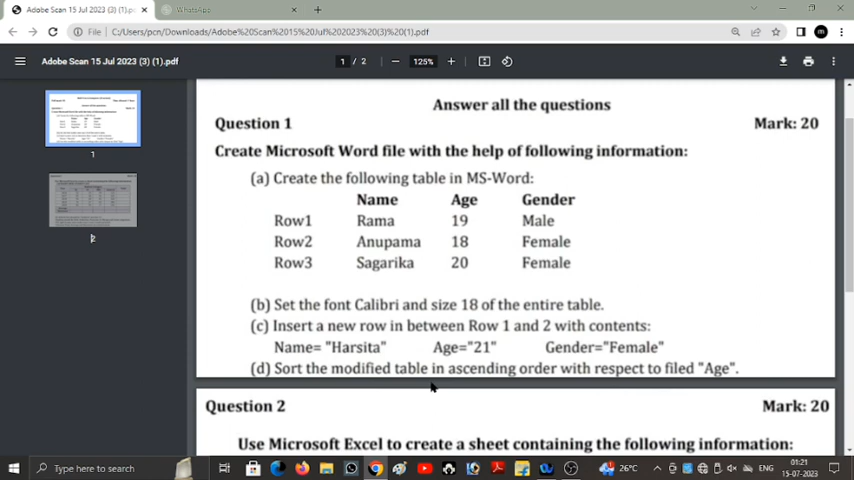 Adobe Scan 15 Jul 2023 (3) (1).pdf
WhatsApp
File C:/Users/pcn/Downloads/Adobe%20Scan%2015%20Jul%202023%20(3)%20(1).pdf
Adobe Scan 15 Jul 2023 (3) (1).pdf 1 / 2 125%
1
2
Answer all the questions
Question 1 Mark: 20
Create Microsoft Word file with the help of following information:
(a) Create the following table in MS-Word:
Name Age Gender
Row1 Rama 19 Male
Row2 Anupama 18 Female
Row3 Sagarika 20 Female
(b) Set the font Calibri and size 18 of the entire table.
(c) Insert a new row in between Row 1 and 2 with contents:
Name= "Harsita" Age="21" Gender="Female"
(d) Sort the modified table in ascending order with respect to filed "Age".
Question 2 Mark: 20
Use Microsoft Excel to create a sheet containing the following information:
Type here to search 26°C ENG 01:21
15-07-2023